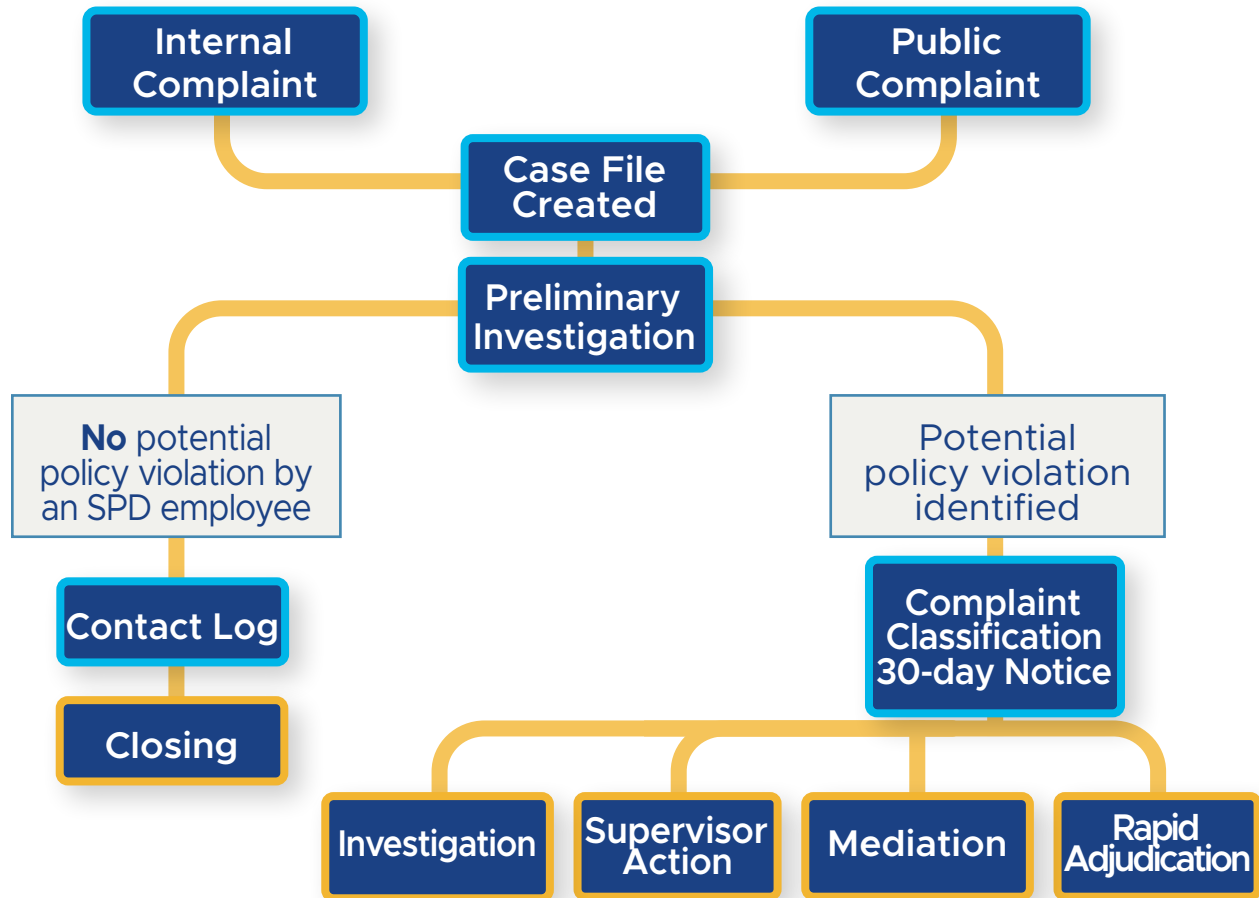 Internal
Complaint
Public
Complaint
Case File
Created
Preliminary
Investigation
No potential
policy violation by
an SPD employee
Potential
policy violation
identified
Contact Log
Complaint
Classification
30-day Notice
Closing
Investigation
Supervisor
Action
Mediation
Rapid
Adjudication